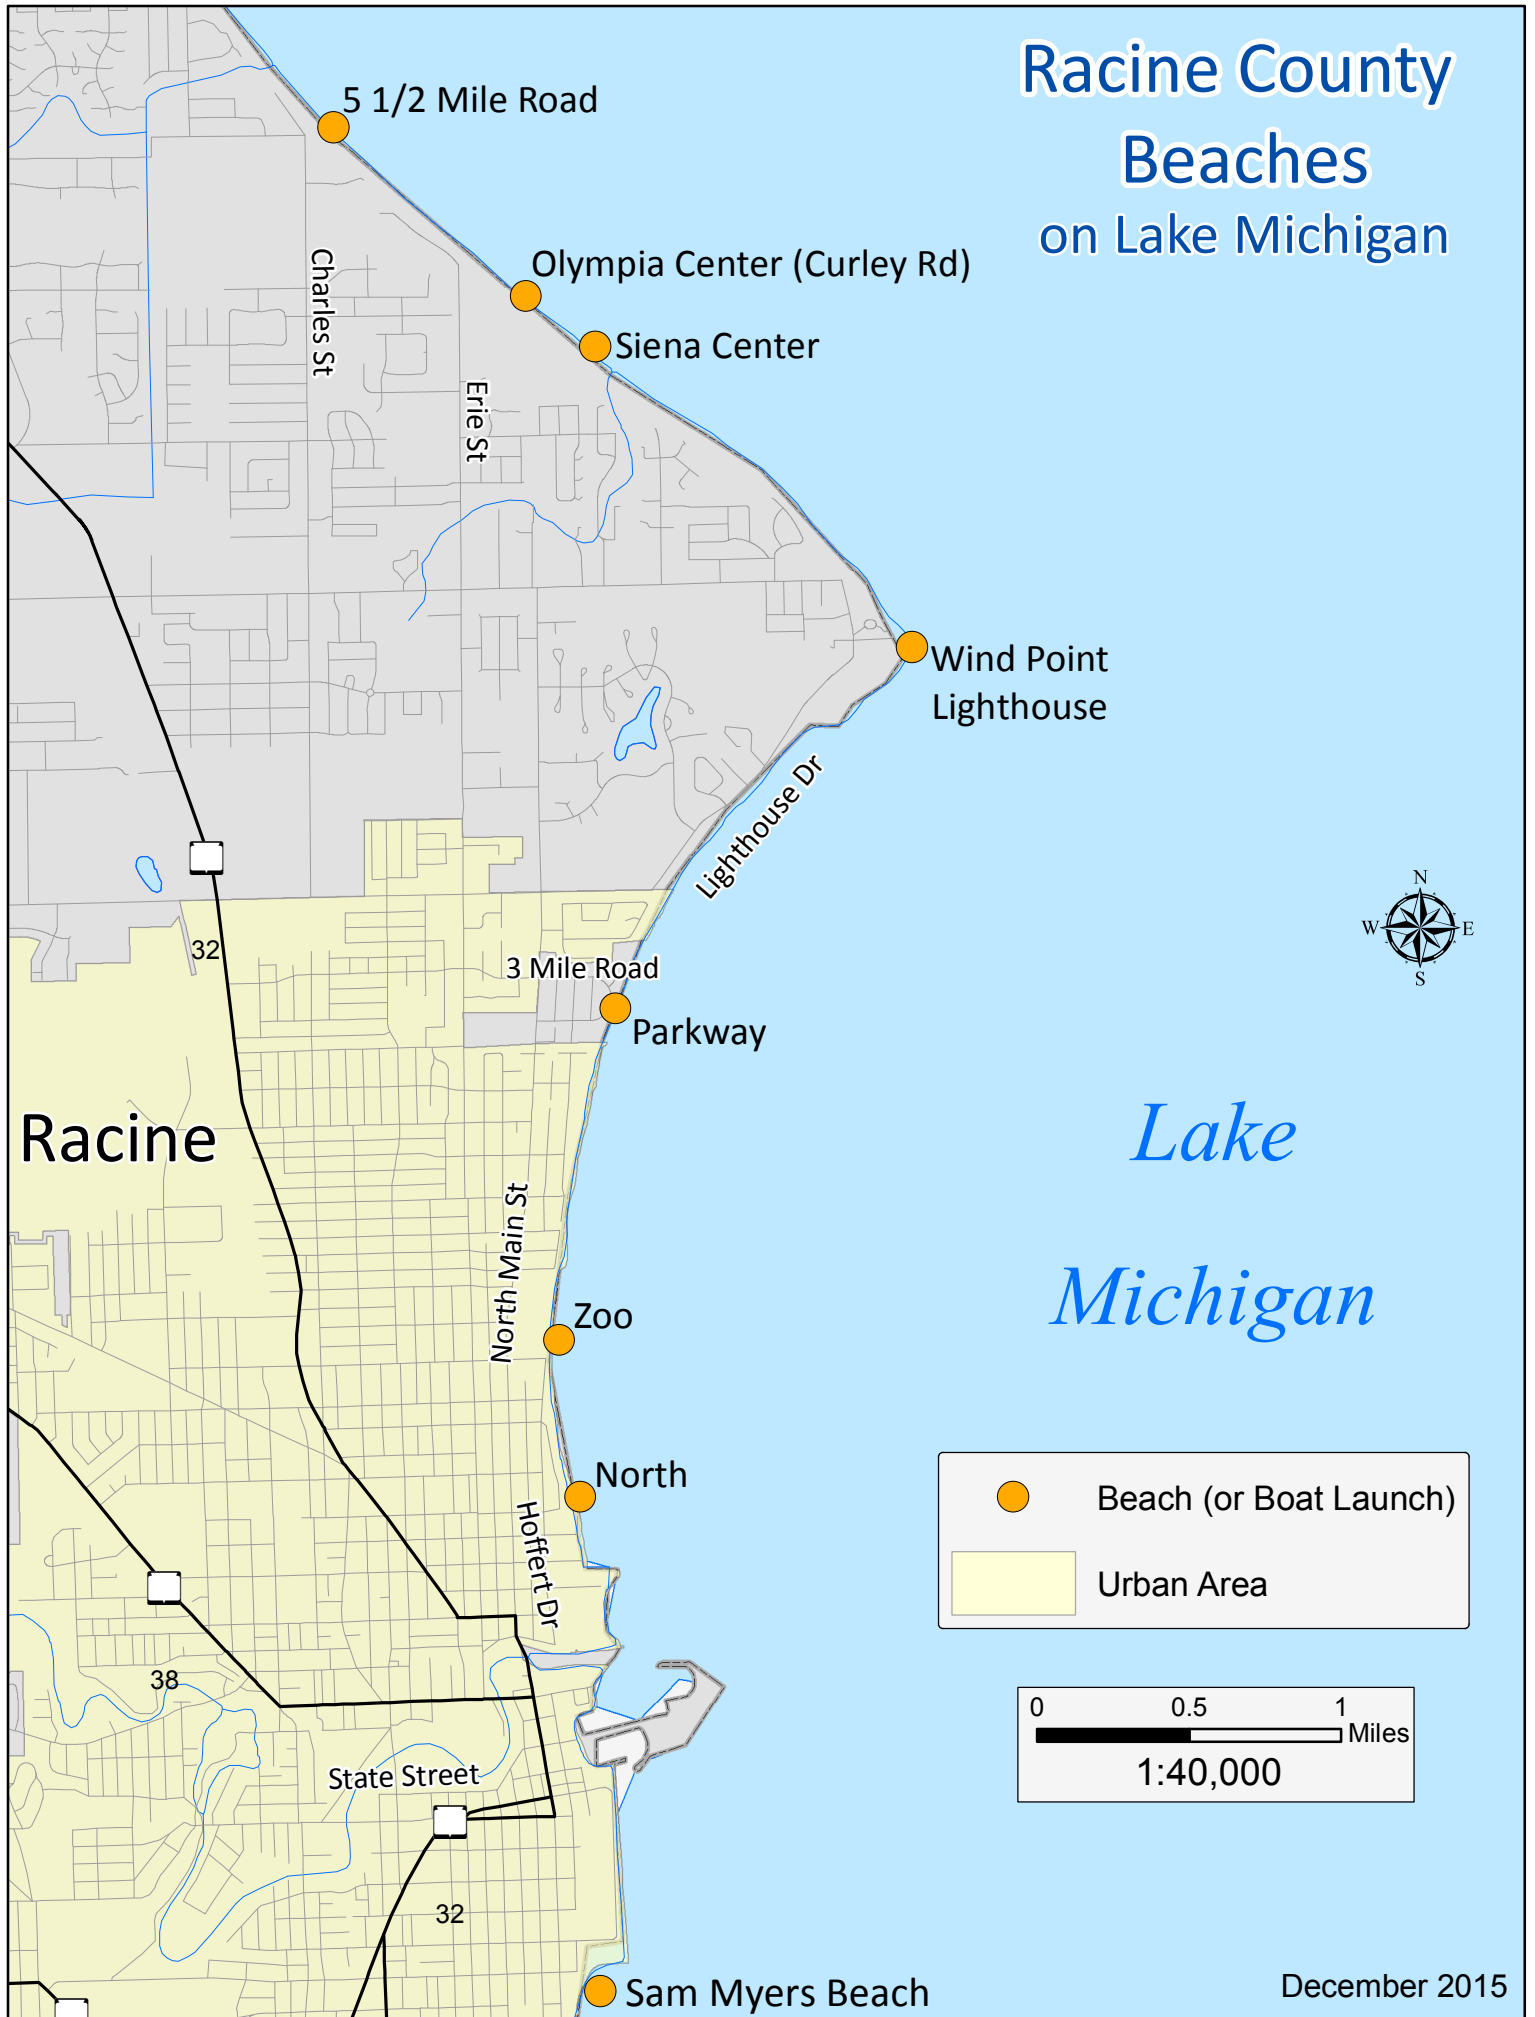 Racine County
Beaches
on Lake Michigan
5 1/2 Mile Road
Olympia Center (Curley Rd)
Charles St
Siena Center
Erie St
Wind Point
Lighthouse
Lighthouse Dr
N
W
E
S
32
3 Mile Road
Parkway
Racine
Lake
Michigan
North Main St
Zoo
North
Hoffert Dr
Beach (or Boat Launch)
Urban Area
38
0 0.5 1
Miles
1:40,000
State Street
32
Sam Myers Beach
December 2015